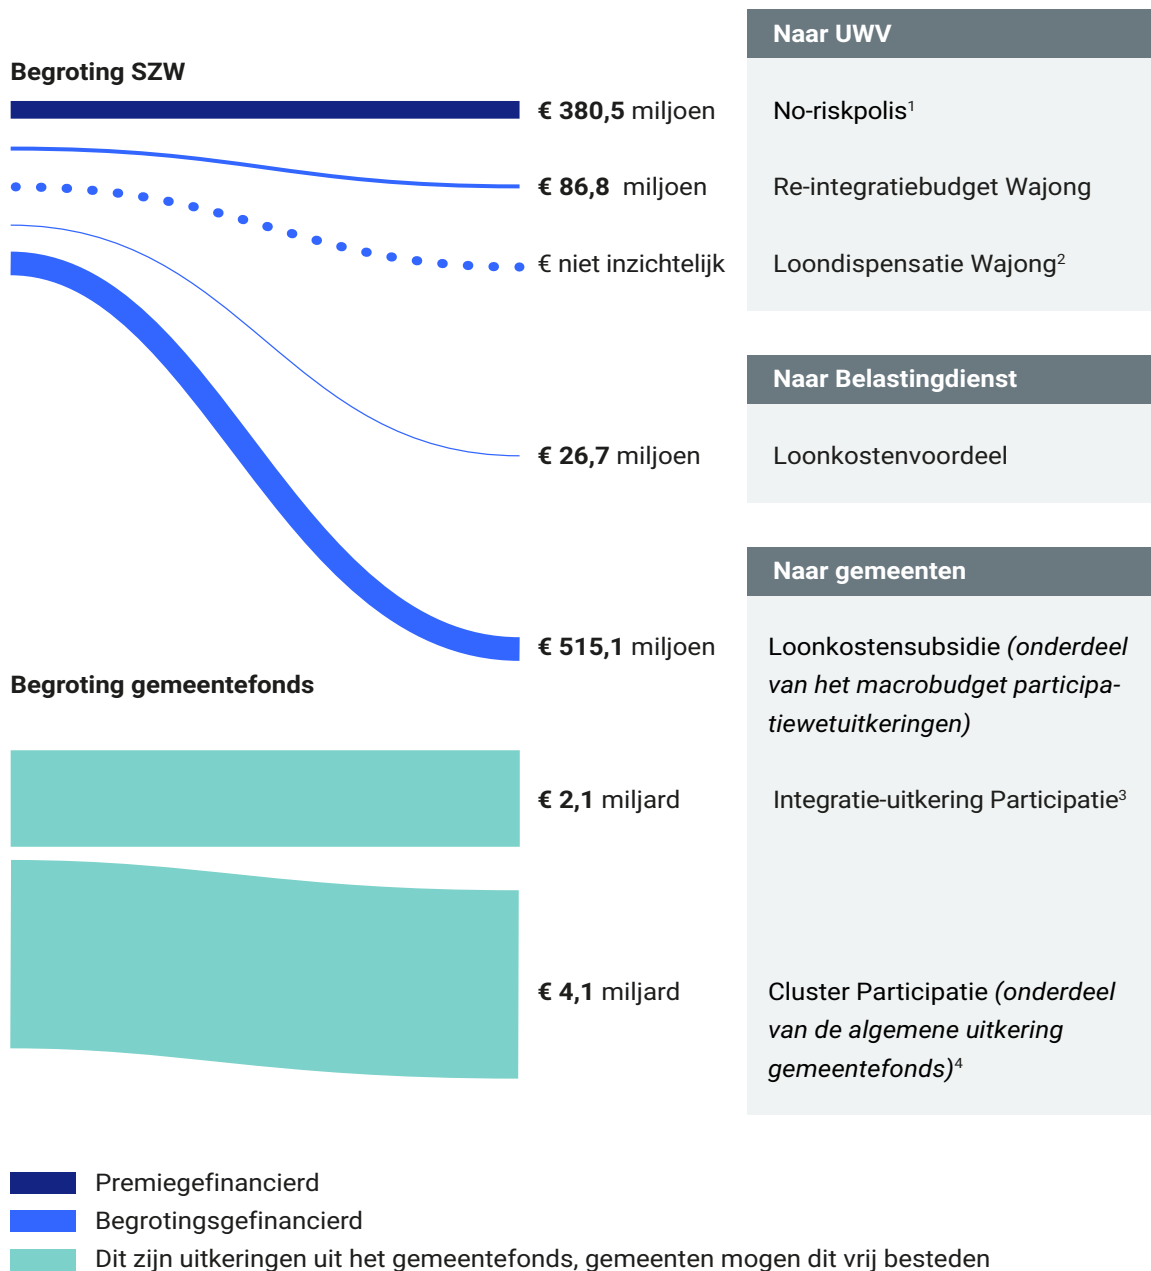 Naar UWV
Begroting SZW
€ 380,5 miljoen
No-riskpolis¹
€ 86,8 miljoen
Re-integratiebudget Wajong
€ niet inzichtelijk
Loondispensatie Wajong²
Naar Belastingdienst
€ 26,7 miljoen
Loonkostenvoordeel
Naar gemeenten
€ 515,1 miljoen
Loonkostensubsidie (onderdeel
van het macrobudget participa-
tiewetuitkeringen)
Begroting gemeentefonds
€ 2,1 miljard
Integratie-uitkering Participatie³
€ 4,1 miljard
Cluster Participatie (onderdeel
van de algemene uitkering
gemeentefonds)⁴
Premiegefinancierd
Begrotingsgefinancierd
Dit zijn uitkeringen uit het gemeentefonds, gemeenten mogen dit vrij besteden